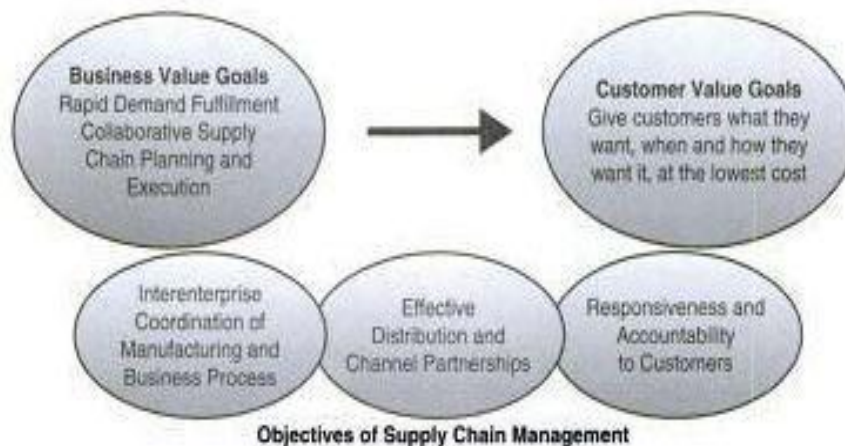 Business Value Goals
Rapid Demand Fulfillment
Collaborative Supply
Chain Planning and
Execution
Customer Value Goals
Give customers what they
want, when and how they
want it, at the lowest cost
Interenterprise
Coordination of
Manufacturing and
Business Process
Effective
Distribution and
Channel Partnerships
Responsiveness and
Accountability
to Customers
Objectives of Supply Chain Management